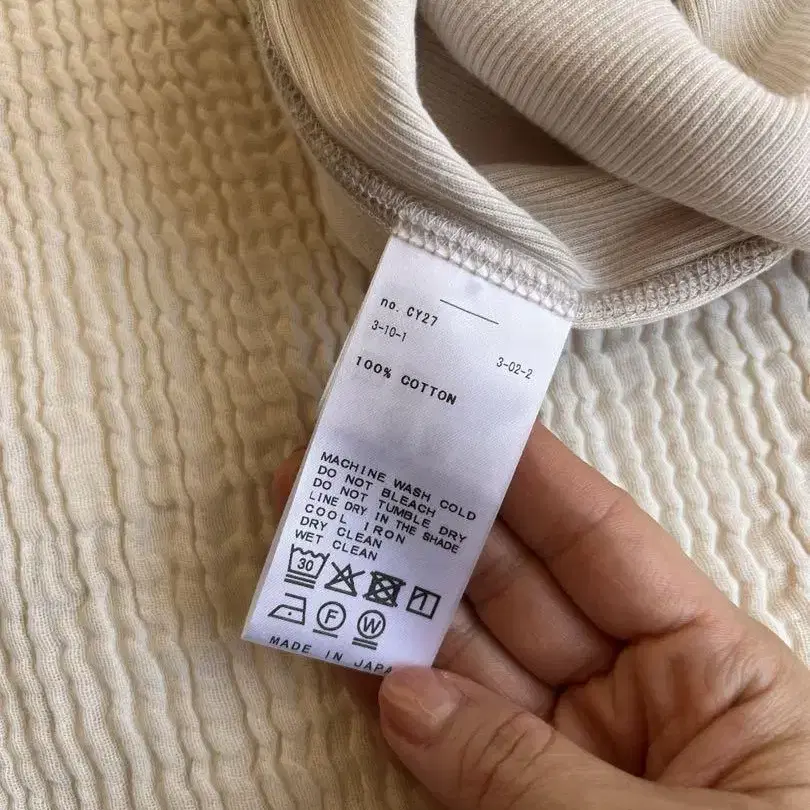 no. CY27
3-10-1
3-02-2
100% COTTON
MACHINE WASH COLD
DO NOT BLEACH
DO NOT TUMBLE DRY
LINE DRY IN THE SHADE
COOL IRON
DRY CLEAN
WET CLEAN
30
F W
MADE IN JAPA